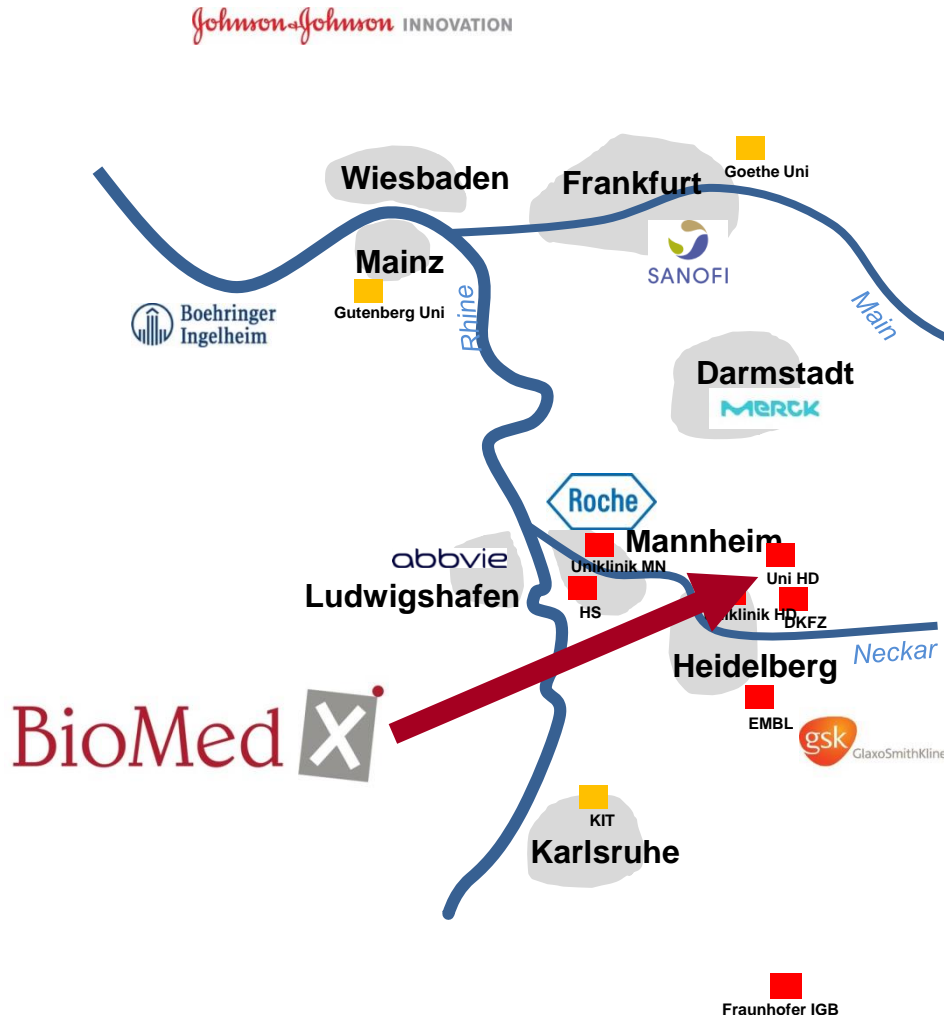 Johnson & Johnson INNOVATION
Goethe Uni
Wiesbaden
Frankfurt
Mainz
SANOFI
Gutenberg Uni
Rhine
Main
Boehringer
Ingelheim
Darmstadt
MERCK
Roche
Mannheim
abbvie
Uniklinik MN
Uni HD
Ludwigshafen
HS
iklinik HD
DKFZ
Neckar
Heidelberg
BioMed X
EMBL
gsk
GlaxoSmithKline
KIT
Karlsruhe
Fraunhofer IGB